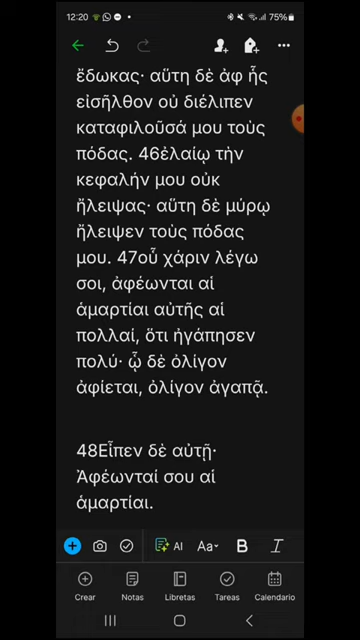 12:20
75%
ἔδωκας· αὕτη δὲ ἀφ ἧς
εἰσῆλθον οὐ διέλιπεν
καταφιλοῦσά μου τοὺς
πόδας. 46ἐλαίῳ τὴν
κεφαλήν μου οὐκ
ἤλειψας· αὕτη δὲ μύρῳ
ἤλειψεν τοὺς πόδας
μου. 47οὗ χάριν λέγω
σοι, ἀφέωνται αἱ
ἁμαρτίαι αὐτῆς αἱ
πολλαί, ὅτι ἠγάπησεν
πολύ· ᾧ δὲ ὀλίγον
ἀφίεται, ὀλίγον ἀγαπᾷ.
48Εἶπεν δὲ αὐτῇ·
Ἀφέωνταί σου αἱ
ἁμαρτίαι.
AI Aa B I
Crear Notas Libretas Tareas Calendario